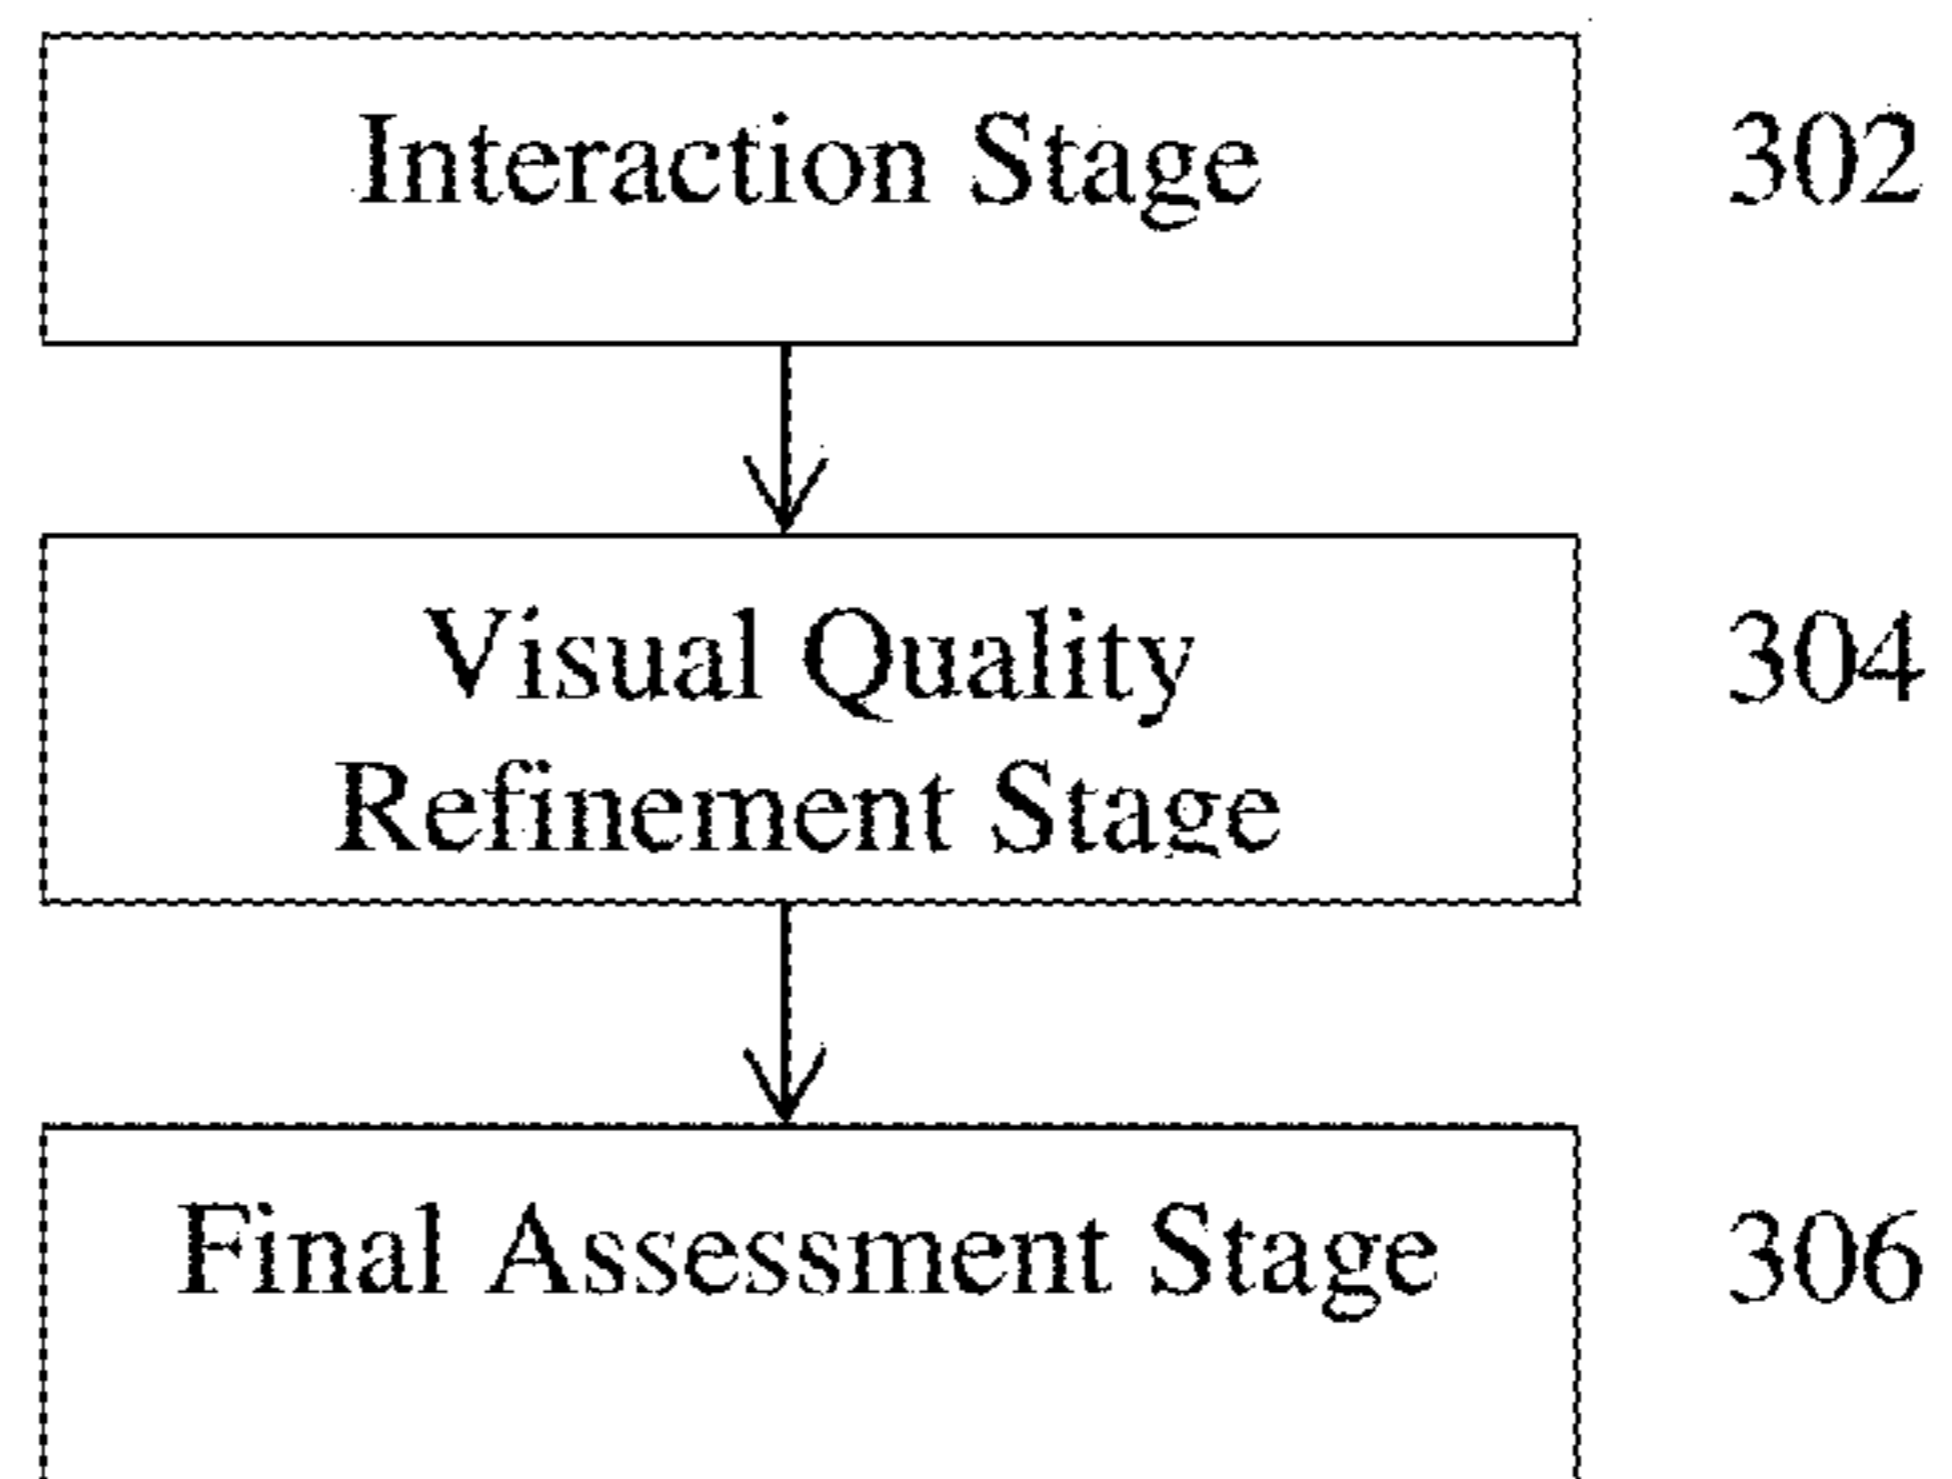 Interaction Stage 302
Visual Quality 304
Refinement Stage
Final Assessment Stage 306